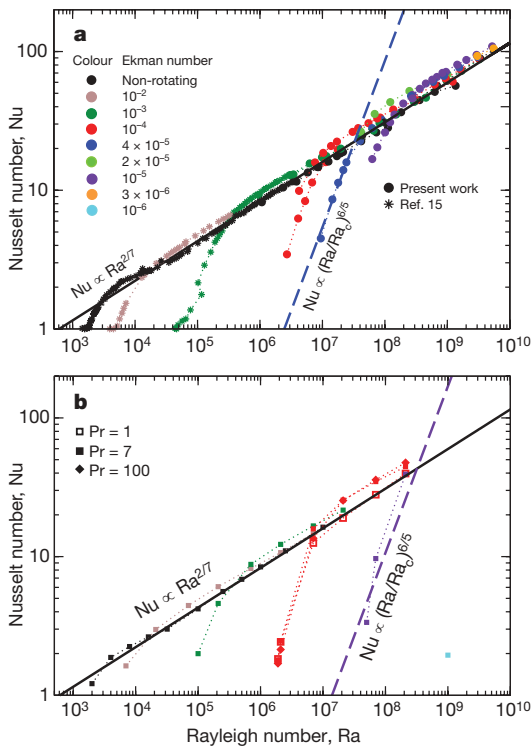 a
Colour Ekman number
Non-rotating
10⁻²
10⁻³
10⁻⁴
4 × 10⁻⁵
2 × 10⁻⁵
10⁻⁵
3 × 10⁻⁶
10⁻⁶
Present work
Ref. 15
Nu ∝ Ra^2/7
Nu ∝ (Ra/Ra_c)^6/5
Nusselt number, Nu
100
10
1
10³ 10⁴ 10⁵ 10⁶ 10⁷ 10⁸ 10⁹ 10¹⁰
b
Pr = 1
Pr = 7
Pr = 100
Nu ∝ Ra^2/7
Nu ∝ (Ra/Ra_c)^6/5
Nusselt number, Nu
100
10
1
10³ 10⁴ 10⁵ 10⁶ 10⁷ 10⁸ 10⁹ 10¹⁰
Rayleigh number, Ra